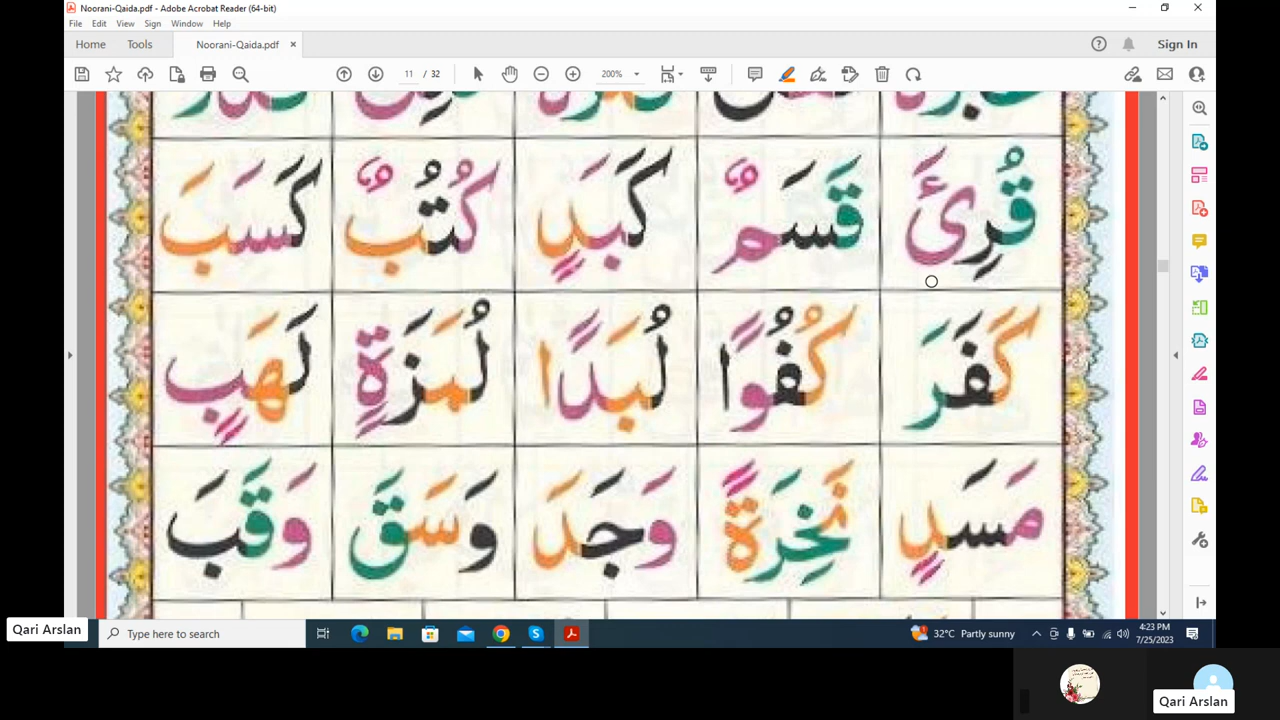 Noorani-Qaida.pdf - Adobe Acrobat Reader (64-bit)
File Edit View Sign Window Help
Home Tools Noorani-Qaida.pdf × Sign In
11 / 32 200%
قُرِئَ قَسَمٌ كَبَدٍ كُتُبٌ كَسَبَ
كَفَرَ كُفُوًا لُبَدًا لُمَزَةٍ لَهَبٍ
مَسَدٍ نَخِرَةً وَجَدَ وَسَقَ وَقَبَ
Qari Arslan
Type here to search
32°C Partly sunny
4:23 PM
7/25/2023
Qari Arslan